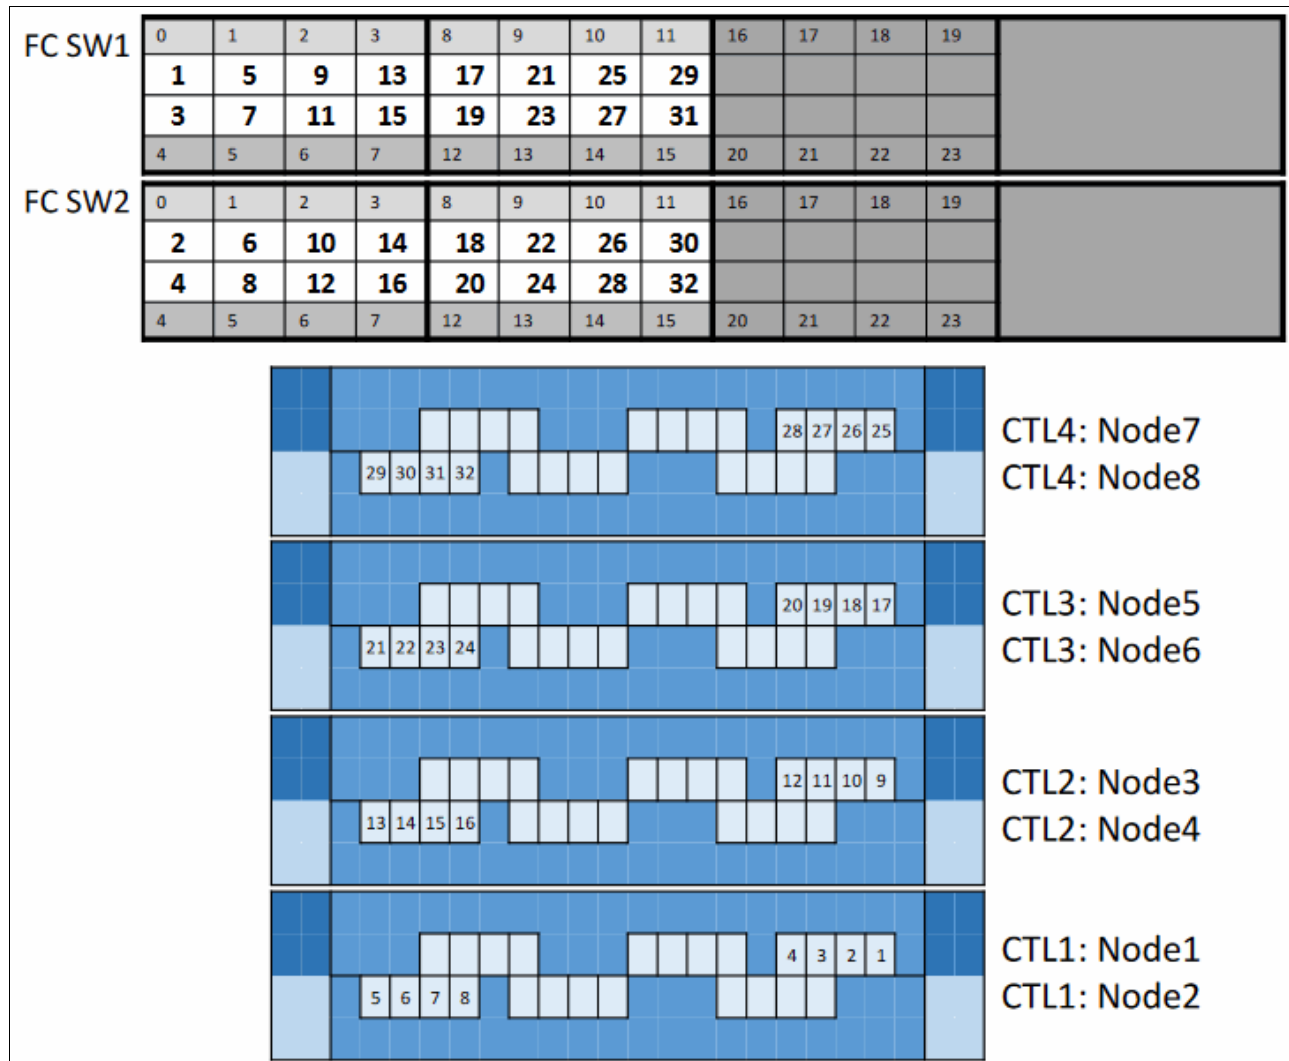 FC SW1 0 1 2 3 8 9 10 11 16 17 18 19
1 5 9 13 17 21 25 29
3 7 11 15 19 23 27 31
4 5 6 7 12 13 14 15 20 21 22 23
FC SW2 0 1 2 3 8 9 10 11 16 17 18 19
2 6 10 14 18 22 26 30
4 8 12 16 20 24 28 32
4 5 6 7 12 13 14 15 20 21 22 23
28 27 26 25 CTL4: Node7
29 30 31 32 CTL4: Node8
20 19 18 17 CTL3: Node5
21 22 23 24 CTL3: Node6
12 11 10 9 CTL2: Node3
13 14 15 16 CTL2: Node4
4 3 2 1 CTL1: Node1
5 6 7 8 CTL1: Node2